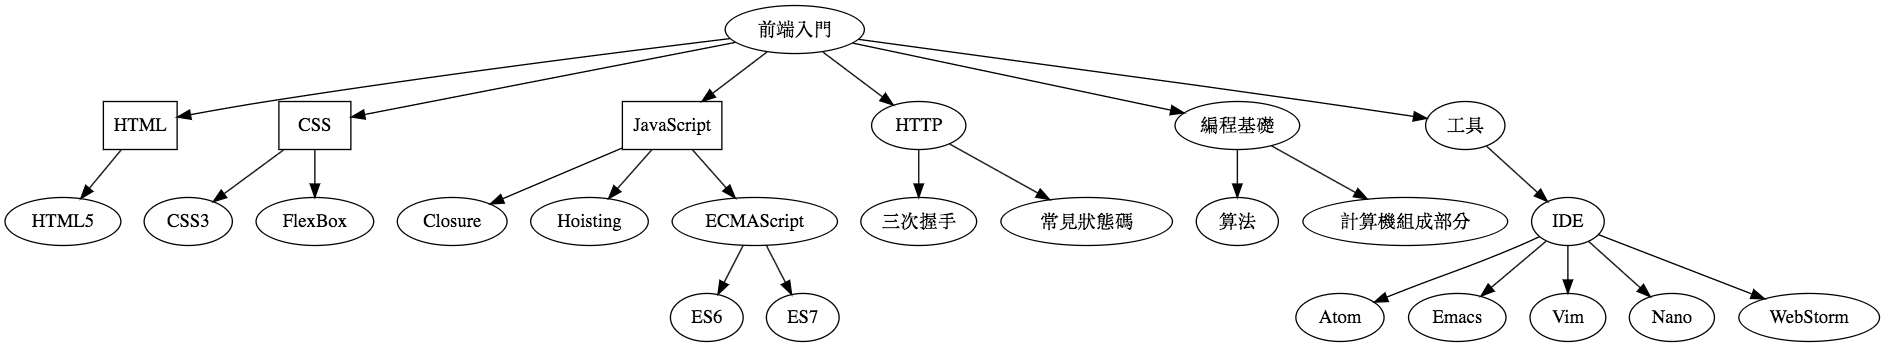 前端入門
HTML
CSS
JavaScript
HTTP
編程基礎
工具
HTML5
CSS3
FlexBox
Closure
Hoisting
ECMAScript
三次握手
常見狀態碼
算法
計算機組成部分
IDE
ES6
ES7
Atom
Emacs
Vim
Nano
WebStorm